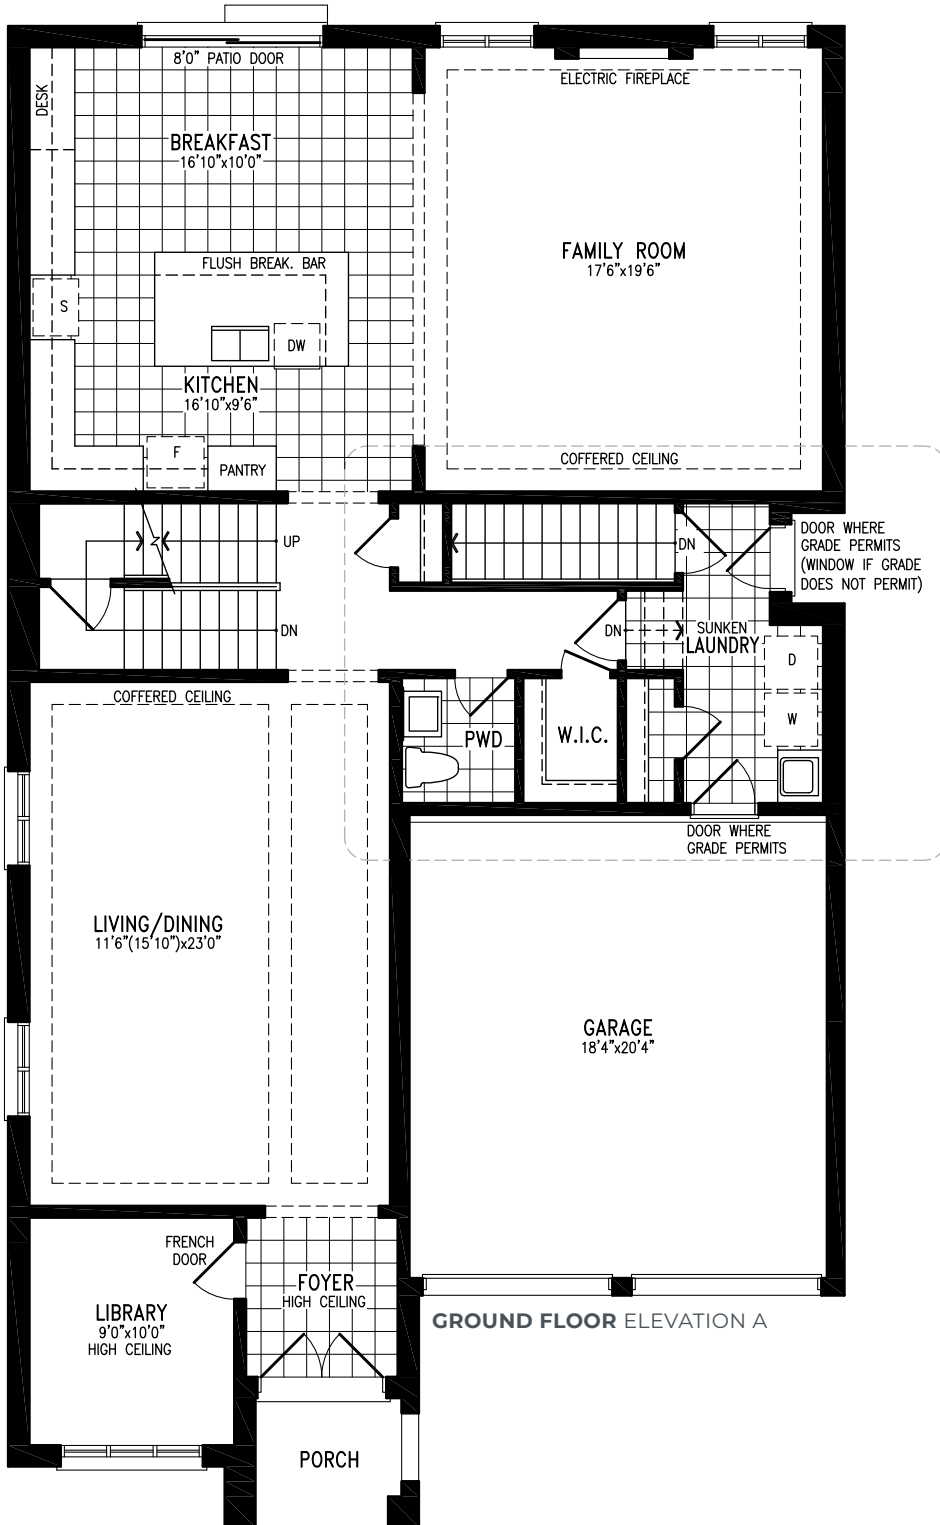 8'0" PATIO DOOR
DESK
BREAKFAST
16'10"x10'0"
ELECTRIC FIREPLACE
FAMILY ROOM
17'6"x19'6"
FLUSH BREAK. BAR
S
DW
KITCHEN
16'10"x9'6"
F
PANTRY
COFFERED CEILING
UP
DN
DN
DOOR WHERE
GRADE PERMITS
(WINDOW IF GRADE
DOES NOT PERMIT)
DN
SUNKEN
LAUNDRY
D
W
COFFERED CEILING
PWD
W.I.C.
DOOR WHERE
GRADE PERMITS
LIVING/DINING
11'6"(15'10")x23'0"
GARAGE
18'4"x20'4"
FRENCH
DOOR
FOYER
HIGH CEILING
LIBRARY
9'0"x10'0"
HIGH CEILING
GROUND FLOOR ELEVATION A
PORCH